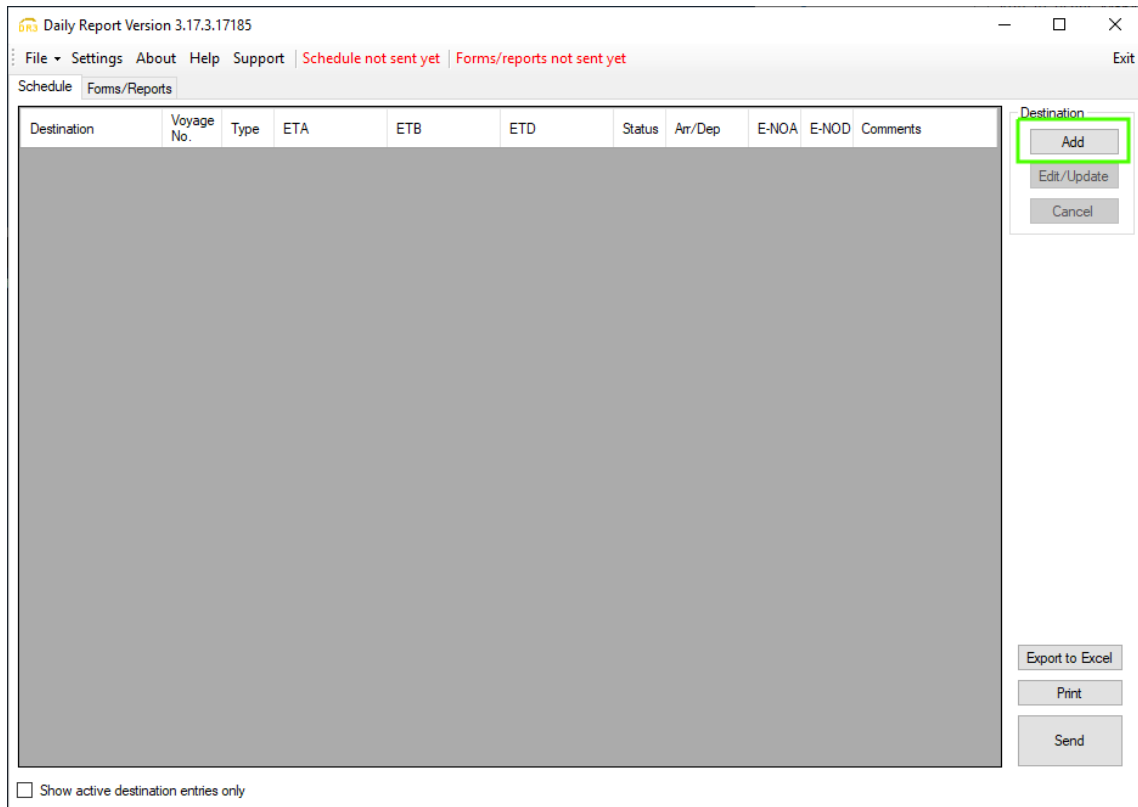 DR3 Daily Report Version 3.17.3.17185
File Settings About Help Support Schedule not sent yet Forms/reports not sent yet Exit
Schedule Forms/Reports
Destination Voyage No. Type ETA ETB ETD Status Arr/Dep E-NOA E-NOD Comments
Destination
Add
Edit/Update
Cancel
Export to Excel
Print
Send
Show active destination entries only